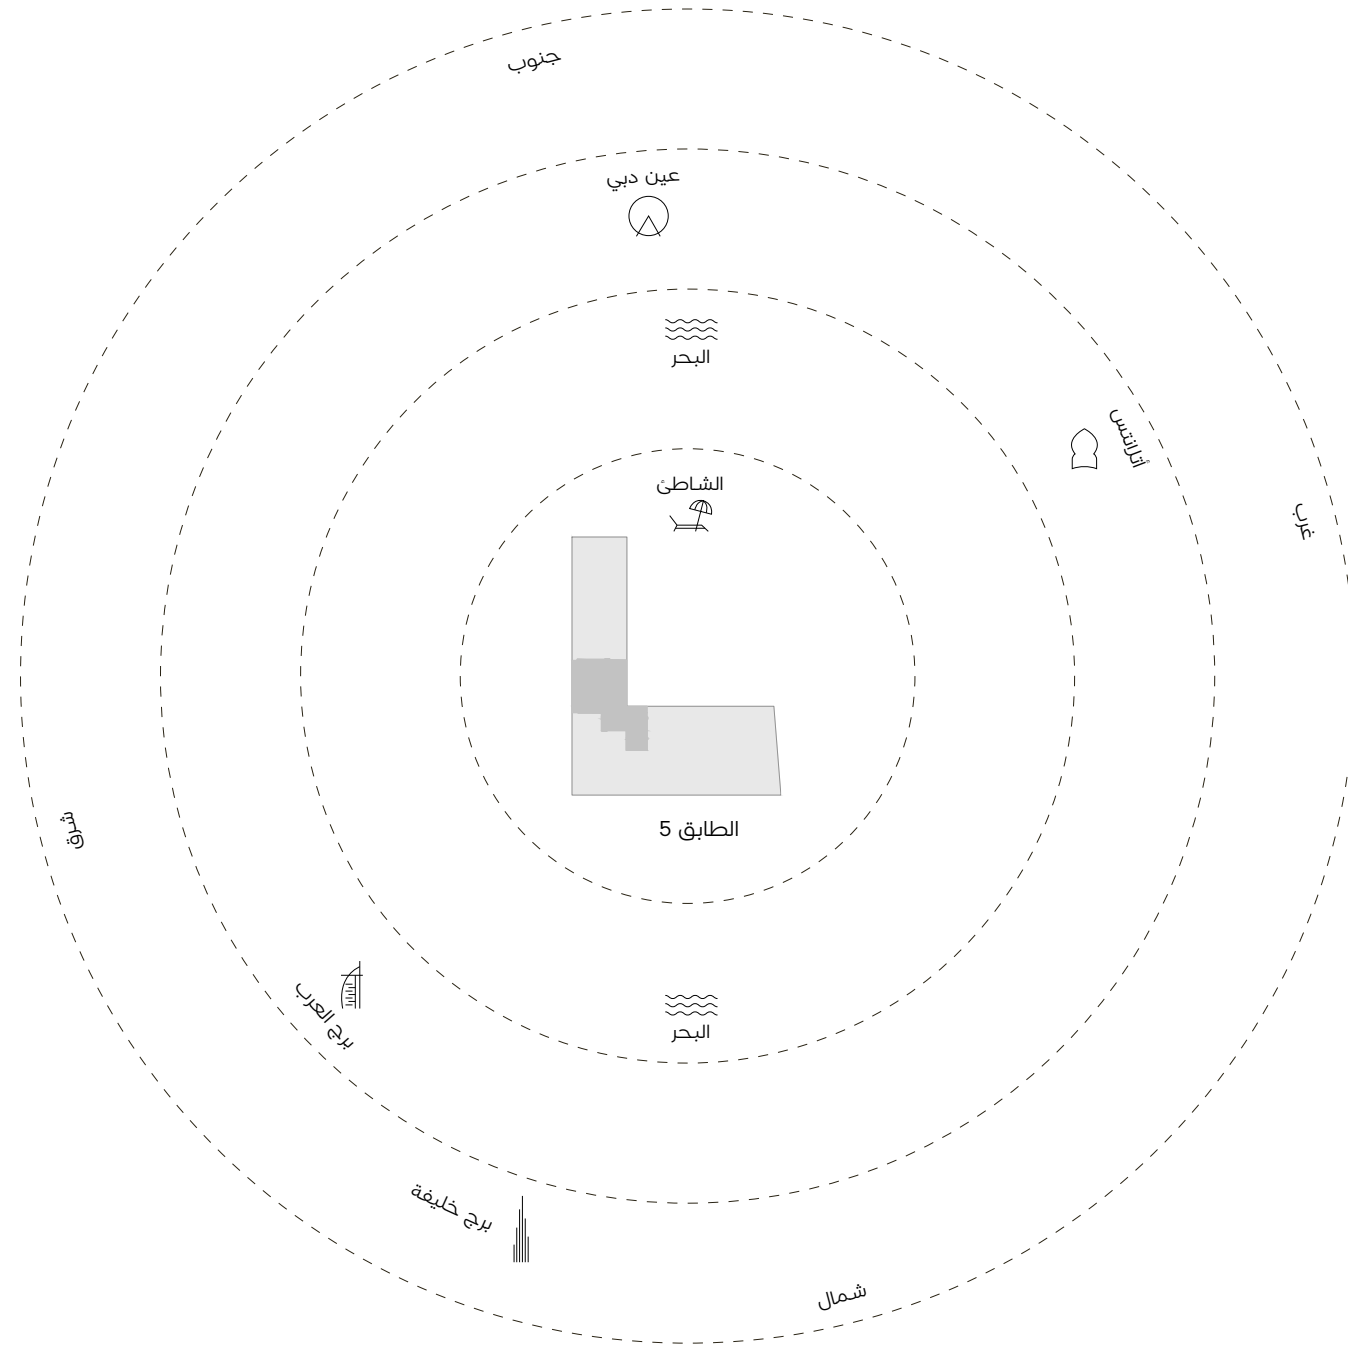 جنوب
عين دبي
البحر
أتلانتس
الشاطئ
غرب
الطابق 5
شرق
برج العرب
البحر
برج خليفة
شمال